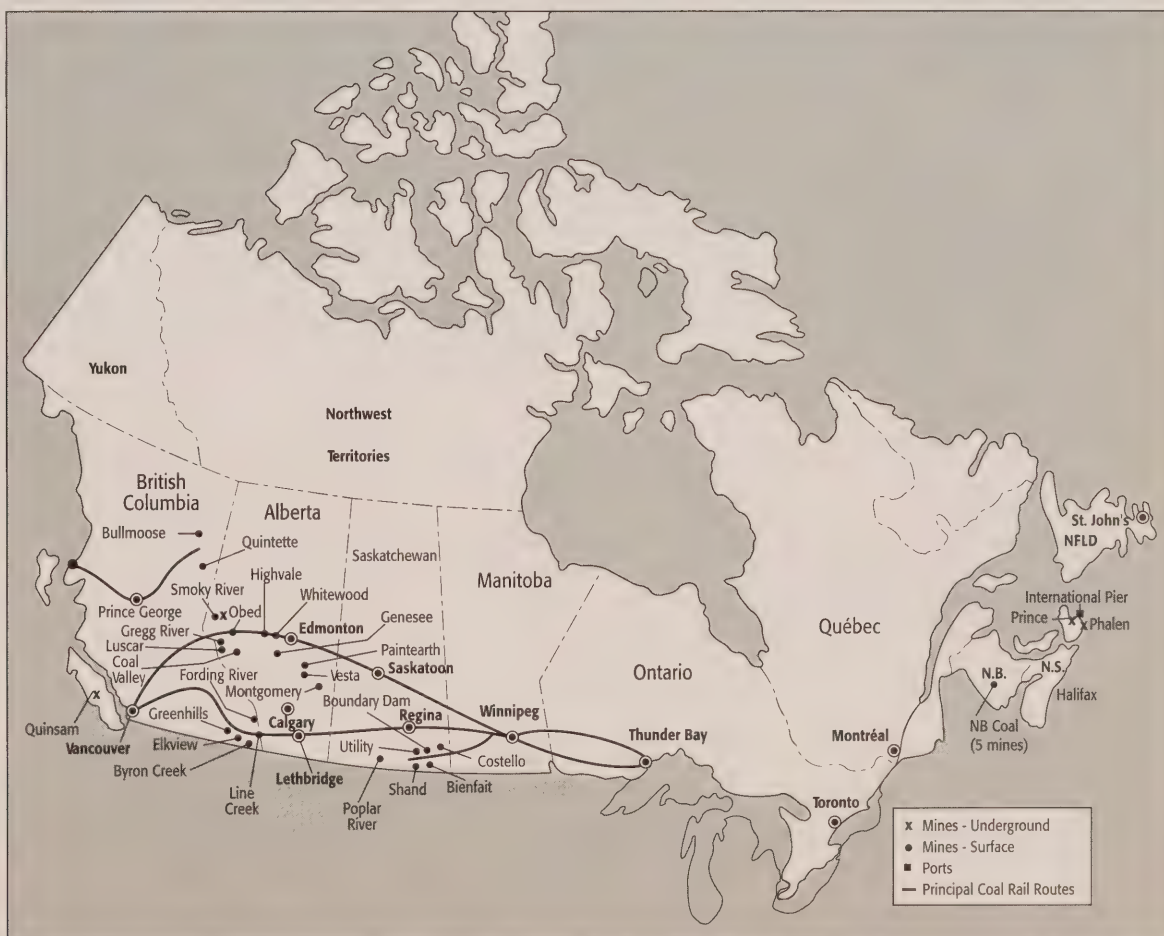 Yukon
Northwest
Territories
British
Columbia
Alberta
Bullmoose
Quintette
Saskatchewan
Manitoba
Highvale
Smoky River
Whitewood
Prince George
Obed
Genesee
Gregg River
Edmonton
Luscar
Paintearth
Coal
Valley
Saskatoon
Fording River
Vesta
Montgomery
Boundary Dam
Ontario
Québec
St. John's
NFLD
International Pier
Prince
Phalen
N.B.
N.S.
Halifax
NB Coal
(5 mines)
Quinsam
Vancouver
Greenhills
Calgary
Regina
Winnipeg
Thunder Bay
Montréal
Elkview
Utility
Costello
Byron Creek
Lethbridge
Shand
Bienfait
Line
Creek
Poplar
River
Toronto
x Mines - Underground
● Mines - Surface
■ Ports
— Principal Coal Rail Routes